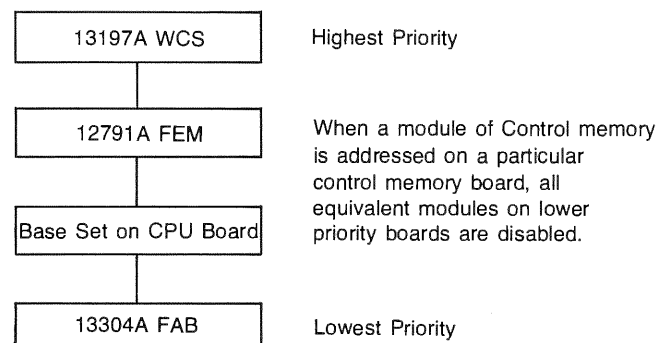 13197A WCS
Highest Priority
12791A FEM
When a module of Control memory
is addressed on a particular
control memory board, all
equivalent modules on lower
priority boards are disabled.
Base Set on CPU Board
13304A FAB
Lowest Priority